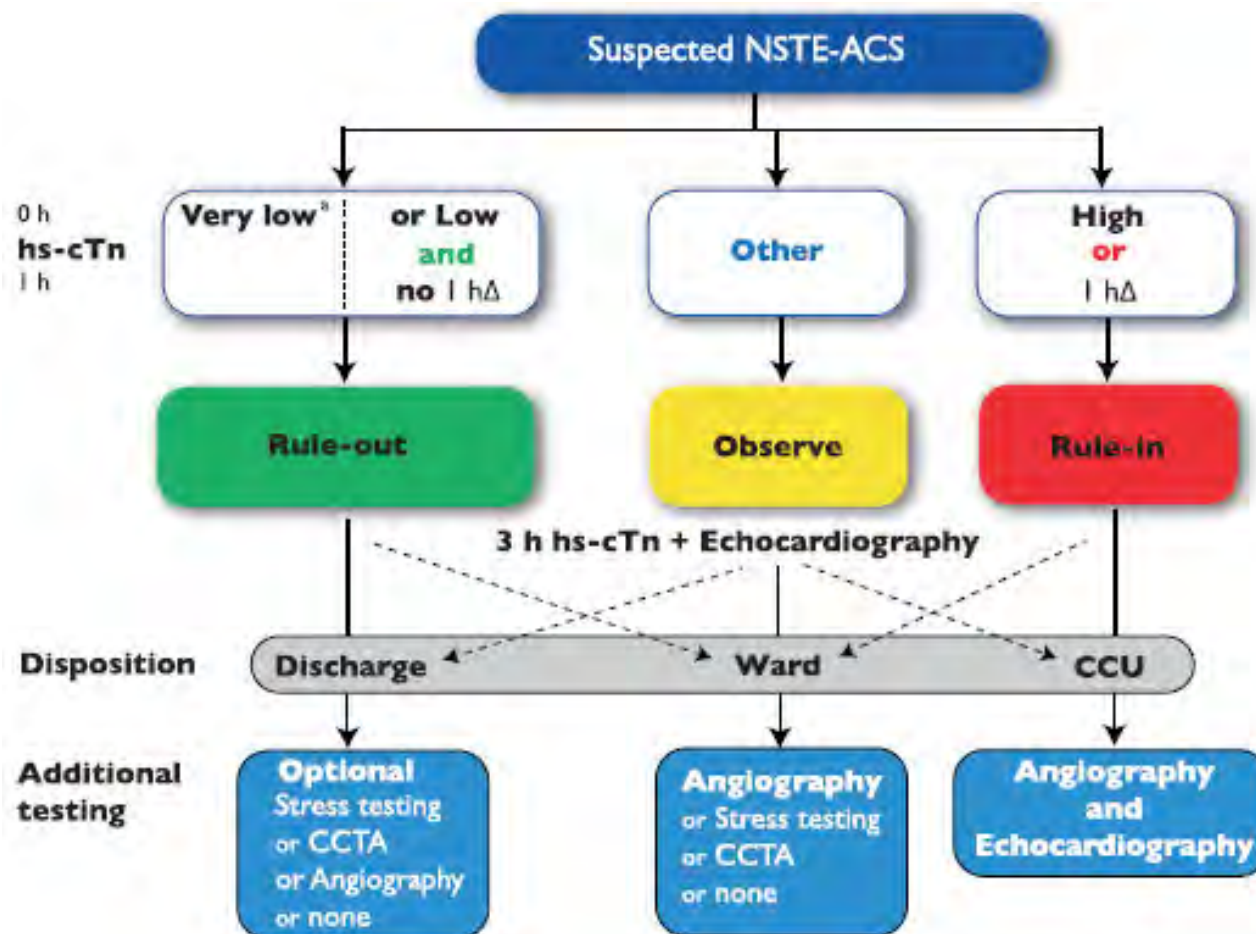 Suspected NSTE-ACS
0 h
hs-cTn
1 h
Very lowª
or Low
and
no 1 hΔ
Other
High
or
1 hΔ
Rule-out
Observe
Rule-in
3 h hs-cTn + Echocardiography
Disposition
Discharge
Ward
CCU
Additional
testing
Optional
Stress testing
or CCTA
or Angiography
or none
Angiography
or Stress testing
or CCTA
or none
Angiography
and
Echocardiography